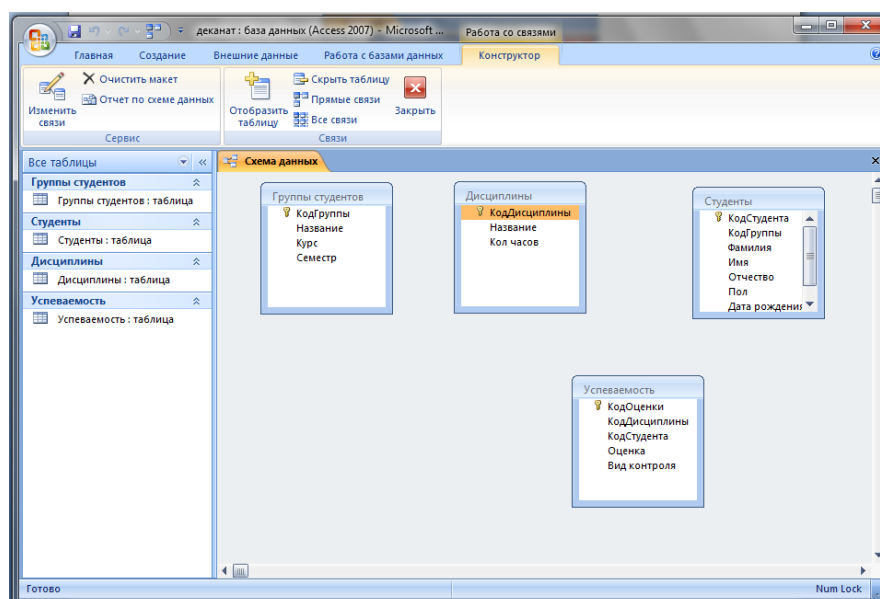 деканат : база данных (Access 2007) - Microsoft ...
Работа со связями
Главная
Создание
Внешние данные
Работа с базами данных
Конструктор
Изменить связи
Очистить макет
Отчет по схеме данных
Сервис
Отобразить таблицу
Скрыть таблицу
Прямые связи
Все связи
Закрыть
Связи
Все таблицы
Группы студентов
Группы студентов : таблица
Студенты
Студенты : таблица
Дисциплины
Дисциплины : таблица
Успеваемость
Успеваемость : таблица
Схема данных
Группы студентов
КодГруппы
Название
Курс
Семестр
Дисциплины
КодДисциплины
Название
Кол часов
Студенты
КодСтудента
КодГруппы
Фамилия
Имя
Отчество
Пол
Дата рождения
Успеваемость
КодОценки
КодДисциплины
КодСтудента
Оценка
Вид контроля
Готово
Num Lock